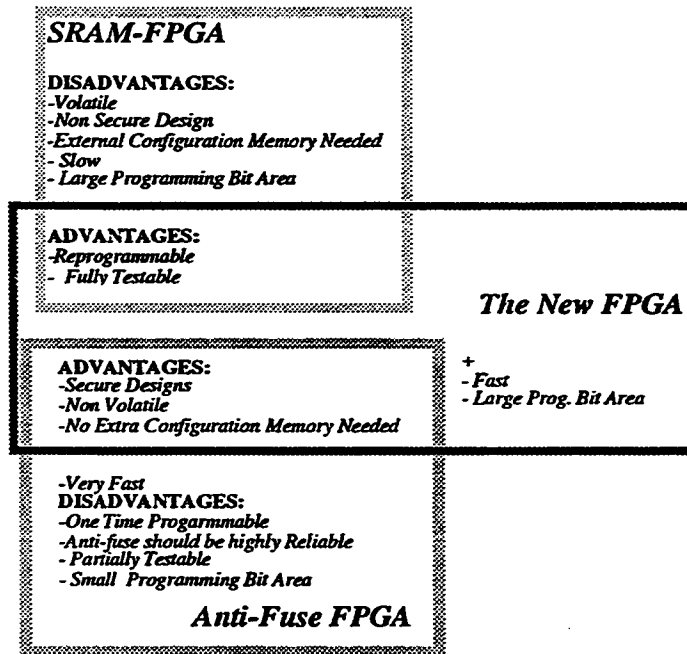 SRAM-FPGA
DISADVANTAGES:
-Volatile
-Non Secure Design
-External Configuration Memory Needed
- Slow
- Large Programming Bit Area
ADVANTAGES:
-Reprogrammable
- Fully Testable
The New FPGA
+
- Fast
- Large Prog. Bit Area
ADVANTAGES:
-Secure Designs
-Non Volatile
-No Extra Configuration Memory Needed
-Very Fast
DISADVANTAGES:
-One Time Progarmmable
-Anti-fuse should be highly Reliable
- Partially Testable
- Small Programming Bit Area
Anti-Fuse FPGA